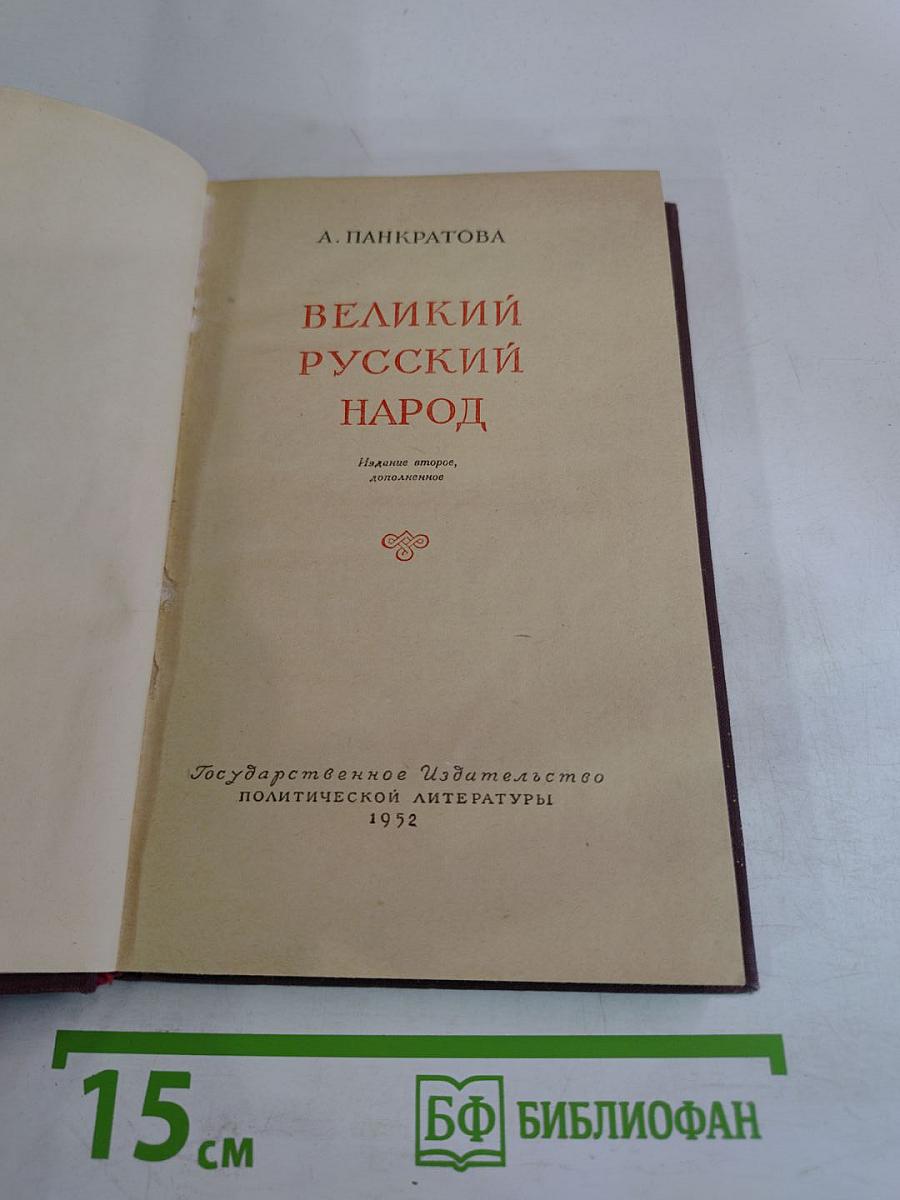 А. ПАНКРАТОВА
ВЕЛИКИЙ
РУССКИЙ
НАРОД
Издание второе,
дополненное
Государственное Издательство
ПОЛИТИЧЕСКОЙ ЛИТЕРАТУРЫ
1952
15 см
БФ БИБЛИОФАН